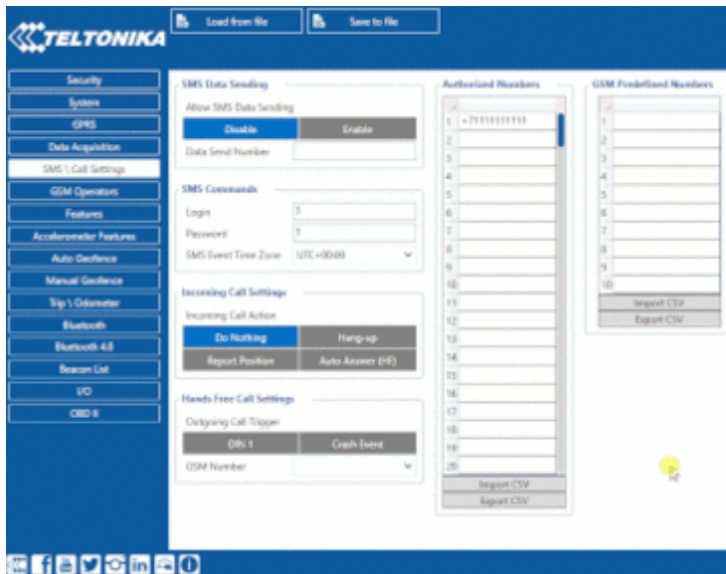 TELTONIKA
Load from file
Save to file
Security
System
GPRS
Data Acquisition
SMS \ Call Settings
GSM Operators
Features
Accelerometer Features
Auto Geofence
Manual Geofence
Trip \ Odometer
Bluetooth
Bluetooth 4.0
Beacon List
I/O
OBD II
SMS Data Sending
Allow SMS Data Sending
Disable Enable
Data Send Number
SMS Commands
Login 1
Password 1
SMS Event Time Zone UTC+00:00
Incoming Call Settings
Incoming Call Action
Do Nothing Hang-up
Report Position Auto Answer (HF)
Hands Free Call Settings
Outgoing Call Trigger
DIN 1 Crash Event
GSM Number
Authorized Numbers
1 +71111111111
2
3
4
5
6
7
8
9
10
11
12
13
14
15
16
17
18
19
20
Import CSV
Export CSV
GSM Predefined Numbers
1
2
3
4
5
6
7
8
9
10
Import CSV
Export CSV